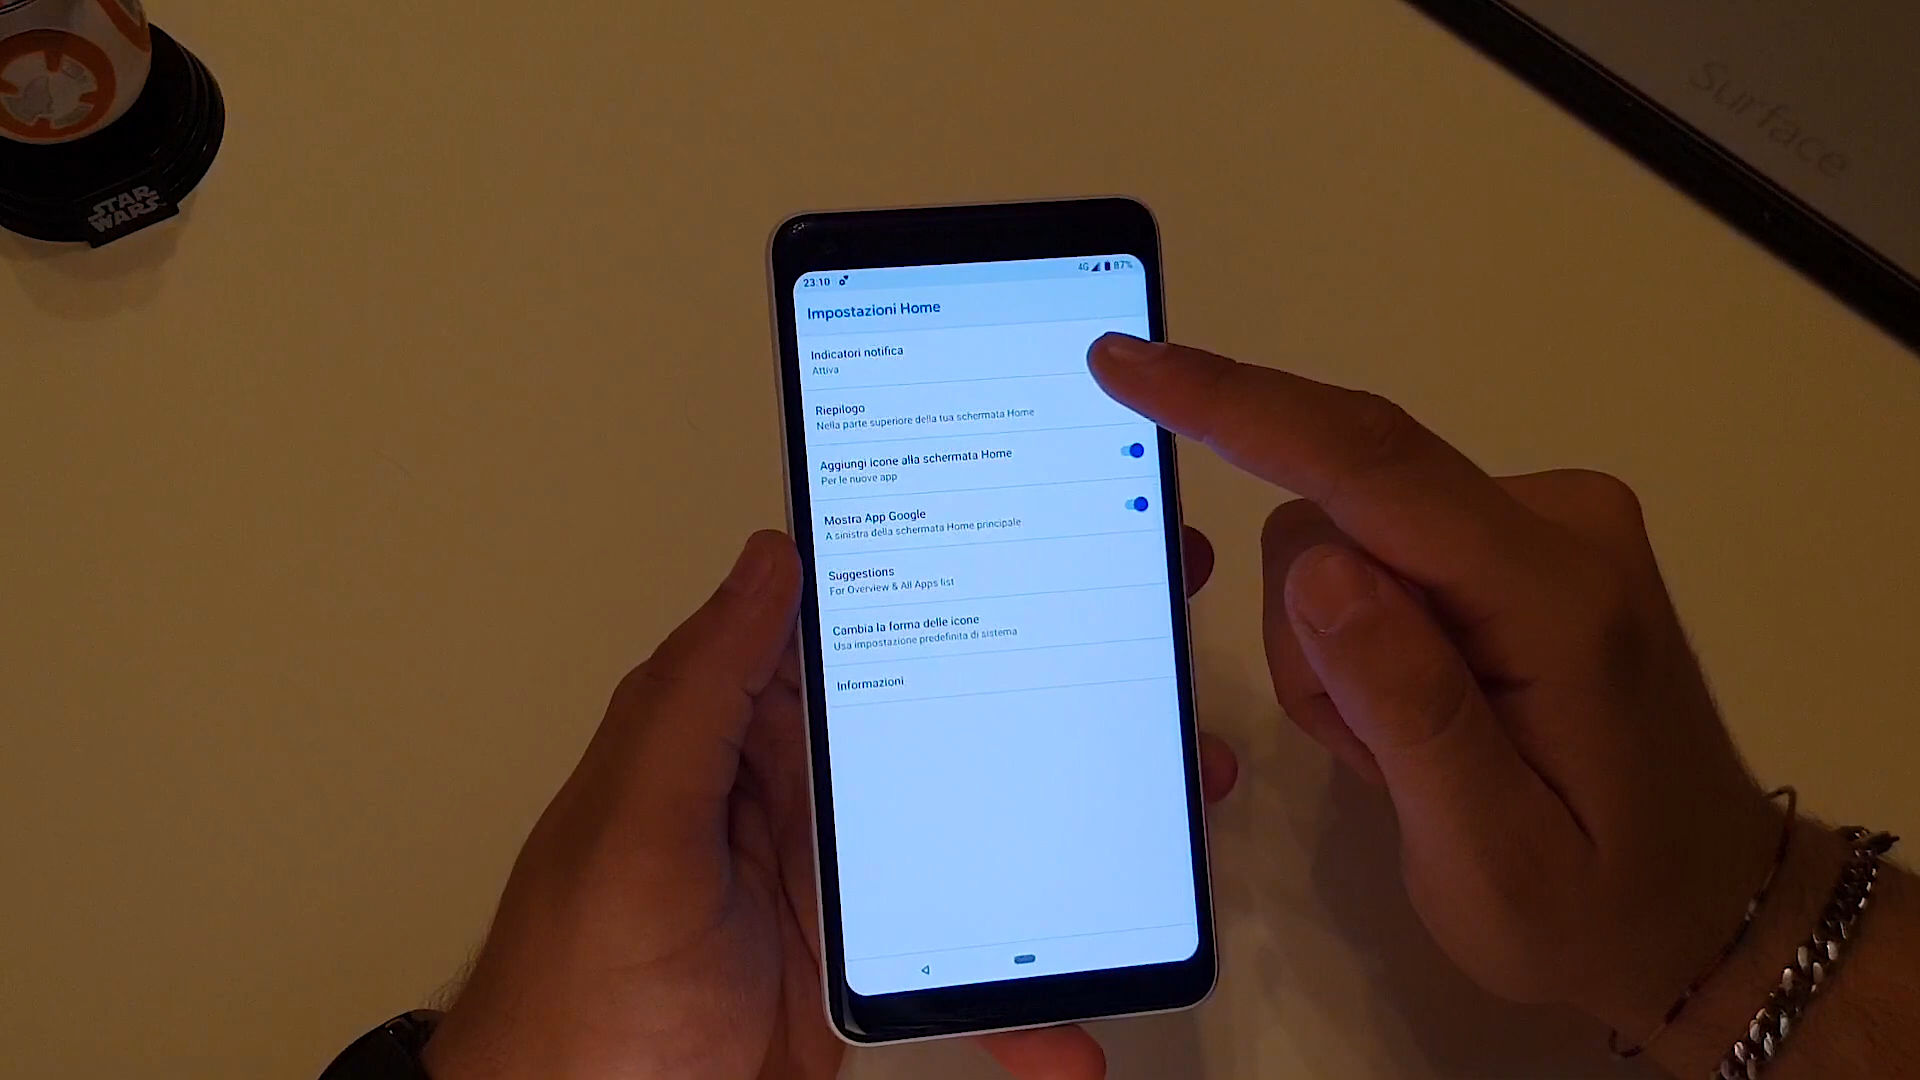 STAR
WARS
Surface
23:10
4G 87%
Impostazioni Home
Indicatori notifica
Attiva
Riepilogo
Nella parte superiore della tua schermata Home
Aggiungi icone alla schermata Home
Per le nuove app
Mostra App Google
A sinistra della schermata Home principale
Suggestions
For Overview & All Apps list
Cambia la forma delle icone
Usa impostazione predefinita di sistema
Informazioni